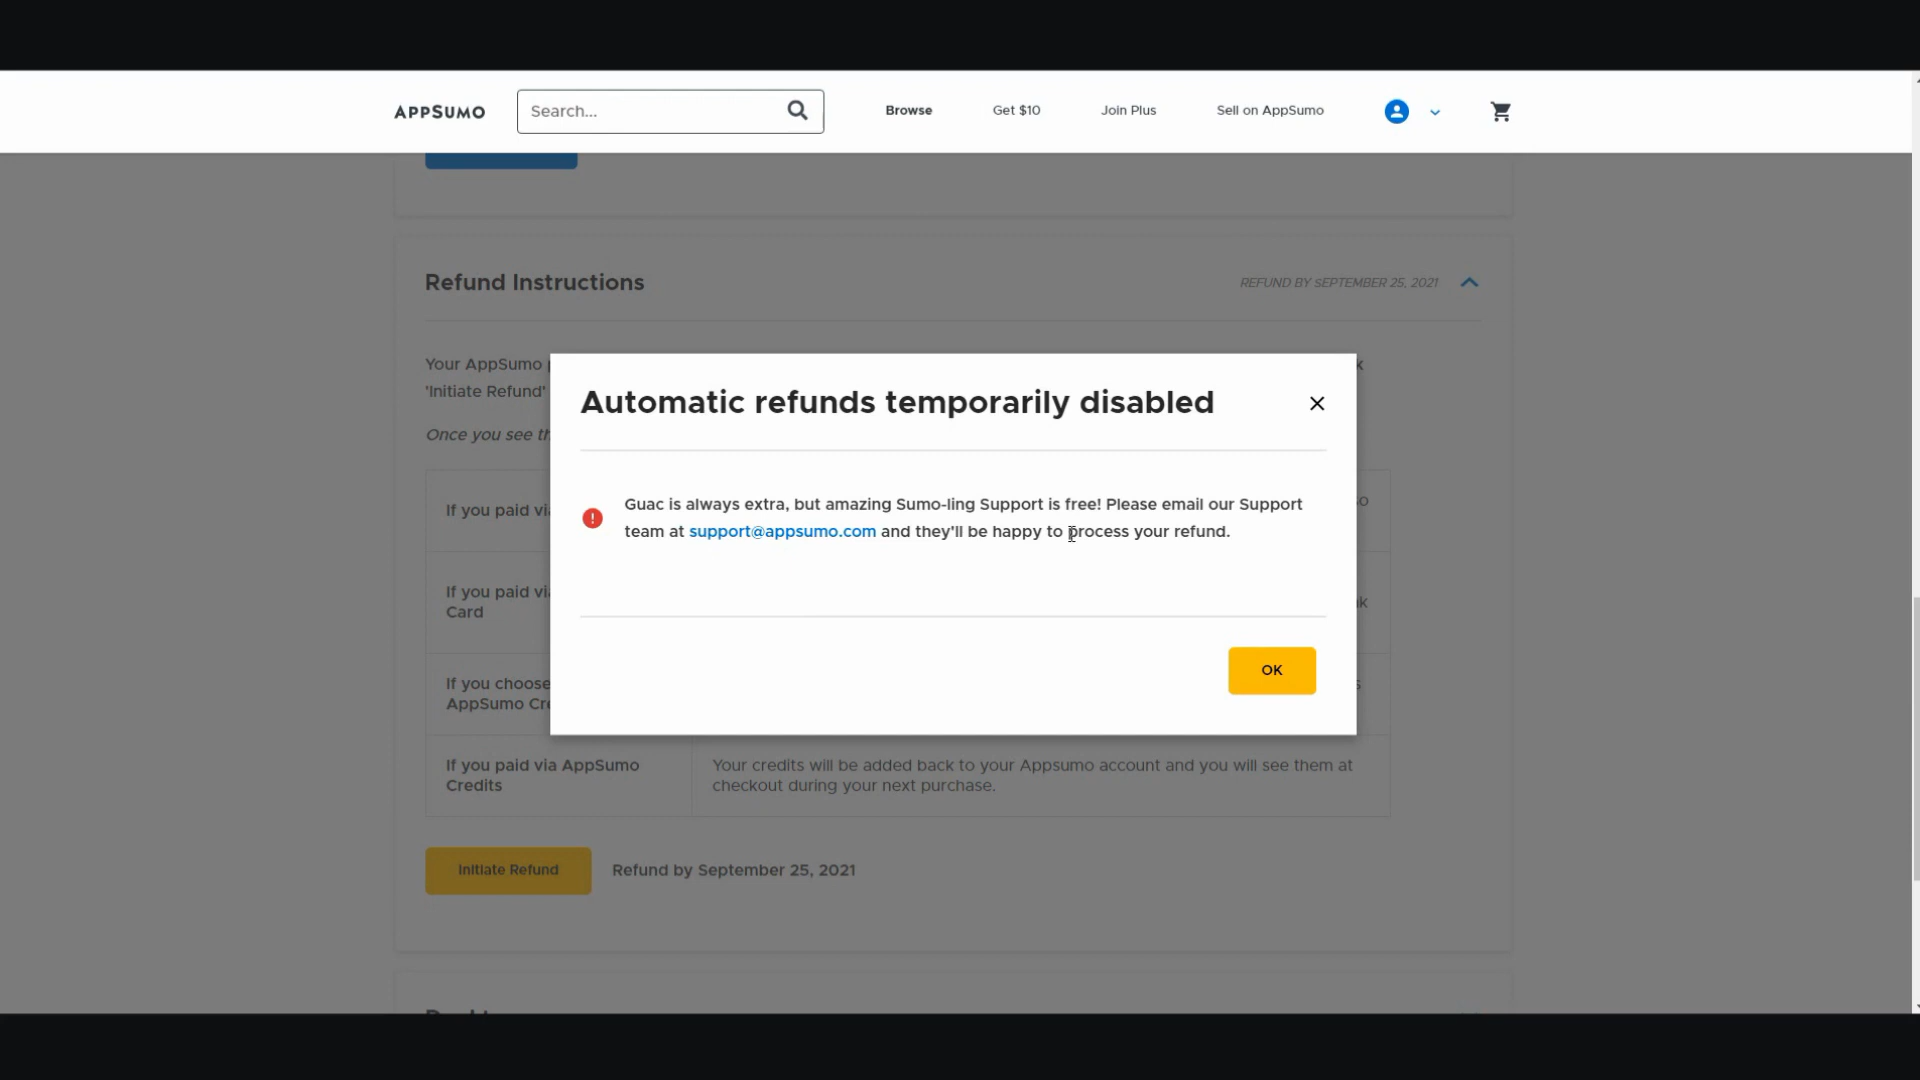 APPSUMO
Search...
Browse
Get $10
Join Plus
Sell on AppSumo
Refund Instructions
REFUND BY SEPTEMBER 25, 2021
Your AppSumo
'Initiate Refund'
Once you see
Automatic refunds temporarily disabled
Guac is always extra, but amazing Sumo-ling Support is free! Please email our Support
team at support@appsumo.com and they'll be happy to process your refund.
OK
If you paid
If you paid
Card
If you choose
AppSumo
If you paid via AppSumo
Credits
Your credits will be added back to your Appsumo account and you will see them at
checkout during your next purchase.
Initiate Refund
Refund by September 25, 2021